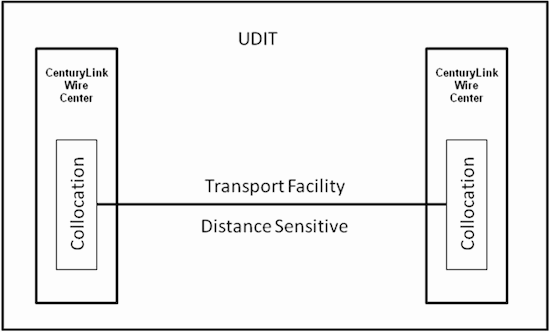 UDIT
CenturyLink
Wire
Center
Collocation
Transport Facility
Distance Sensitive
CenturyLink
Wire
Center
Collocation